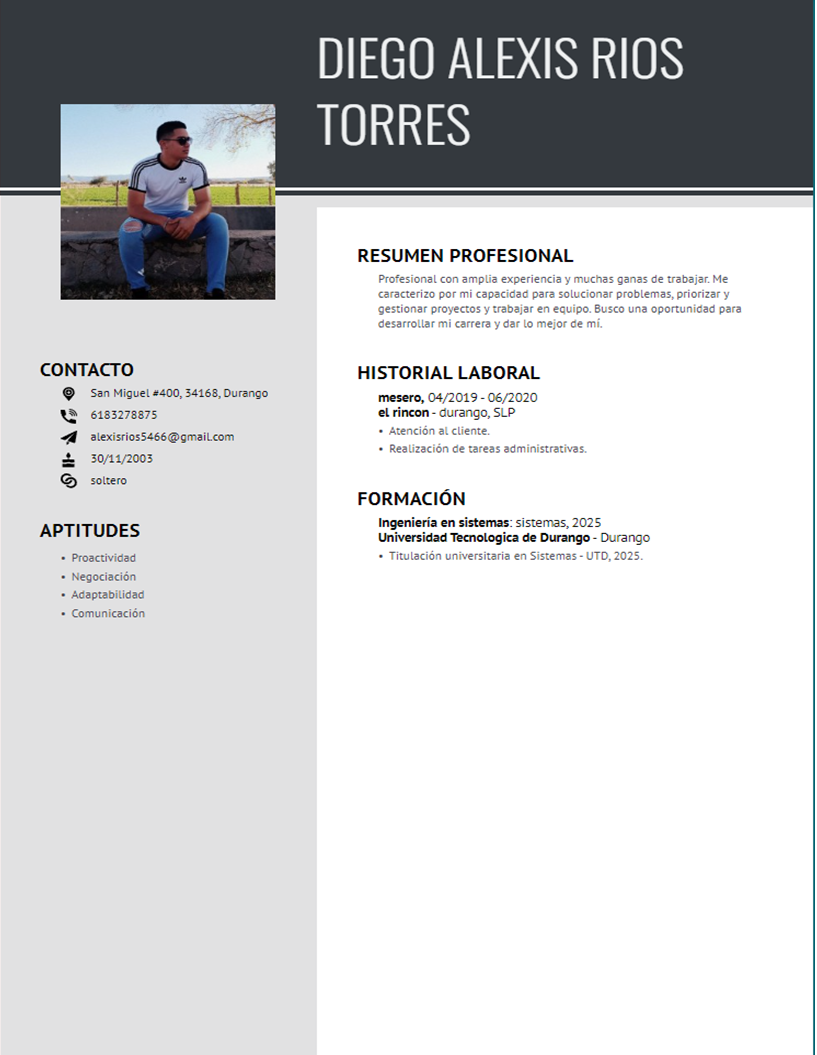 DIEGO ALEXIS RIOS
TORRES
CONTACTO
San Miguel #400, 34168, Durango
6183278875
alexisrios5466@gmail.com
30/11/2003
soltero
APTITUDES
• Proactividad
• Negociación
• Adaptabilidad
• Comunicación
RESUMEN PROFESIONAL
Profesional con amplia experiencia y muchas ganas de trabajar. Me
caracterizo por mi capacidad para solucionar problemas, priorizar y
gestionar proyectos y trabajar en equipo. Busco una oportunidad para
desarrollar mi carrera y dar lo mejor de mí.
HISTORIAL LABORAL
mesero, 04/2019 - 06/2020
el rincon - durango, SLP
• Atención al cliente.
• Realización de tareas administrativas.
FORMACIÓN
Ingeniería en sistemas: sistemas, 2025
Universidad Tecnologica de Durango - Durango
• Titulación universitaria en Sistemas - UTD, 2025.